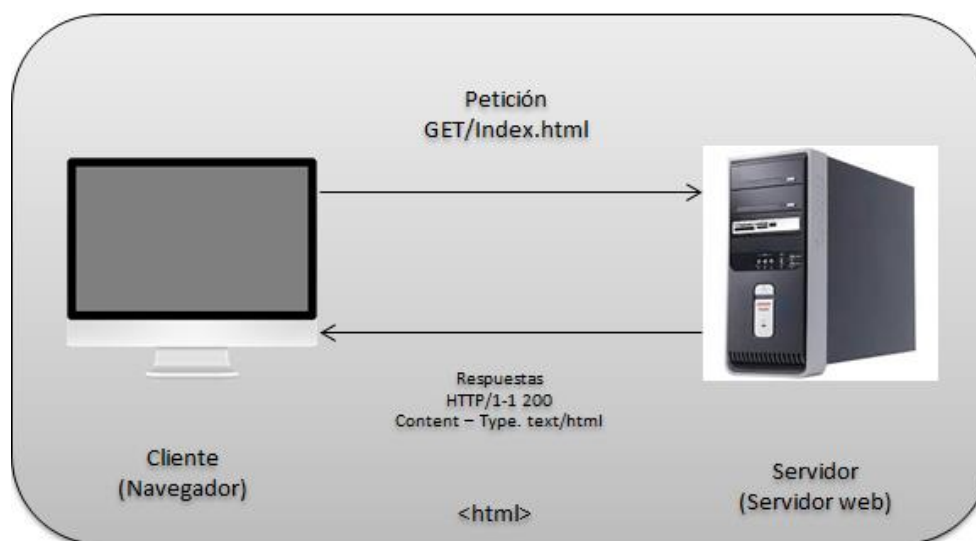 Petición
GET/Index.html
Respuestas
HTTP/1-1 200
Content – Type. text/html
Cliente
(Navegador)
Servidor
(Servidor web)
<html>